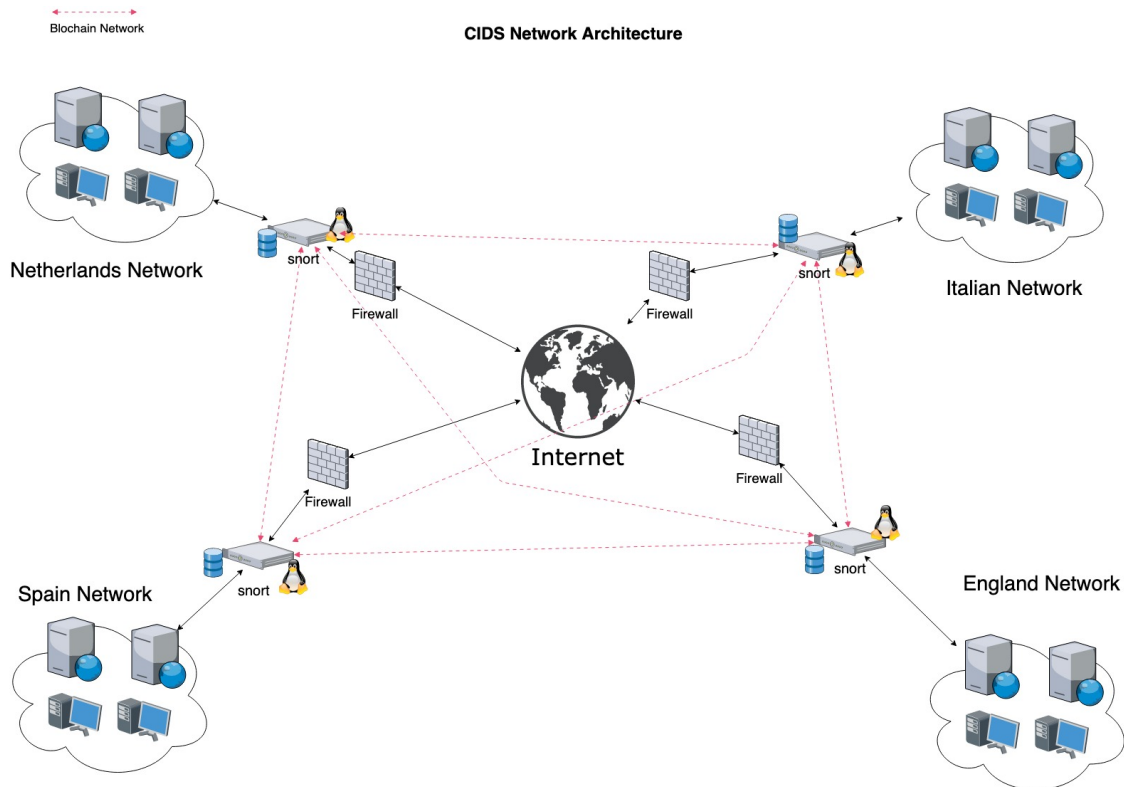 Blochain Network
CIDS Network Architecture
Netherlands Network
snort
Firewall
Firewall
snort
Italian Network
Internet
Firewall
Firewall
snort
snort
Spain Network
England Network